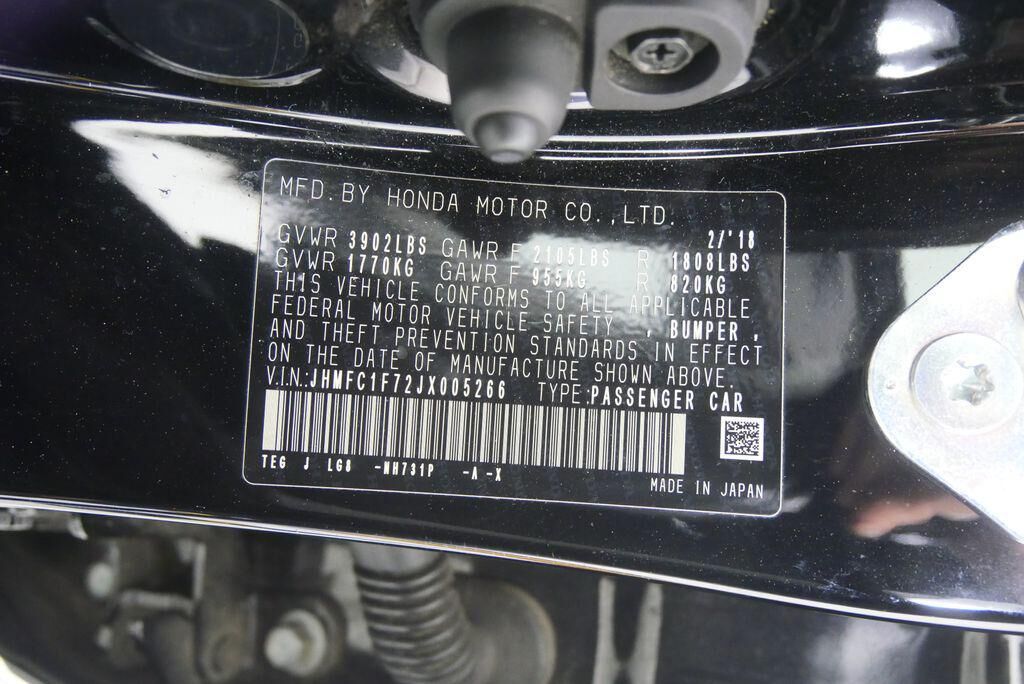 MFD. BY HONDA MOTOR CO., LTD.
2/'18
GVWR 3902LBS GAWR F 2105LBS R 1808LBS
GVWR 1770KG GAWR F 955KG R 820KG
THIS VEHICLE CONFORMS TO ALL APPLICABLE
FEDERAL MOTOR VEHICLE SAFETY , BUMPER ,
AND THEFT PREVENTION STANDARDS IN EFFECT
ON THE DATE OF MANUFACTURE SHOWN ABOVE.
V.I.N.:JHMFC1F72JX005266 TYPE:PASSENGER CAR
TEG J LG8 -NH731P -A-X
MADE IN JAPAN